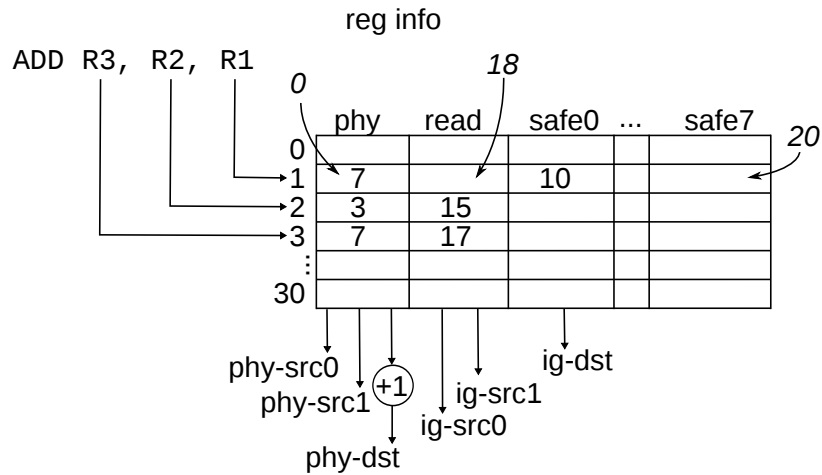 reg info
ADD R3, R2, R1
0 18
phy read safe0 ... safe7
20
0
1 7 10
2 3 15
3 7 17
...
30
phy-src0 ig-dst
phy-src1 +1 ig-src1
ig-src0
phy-dst